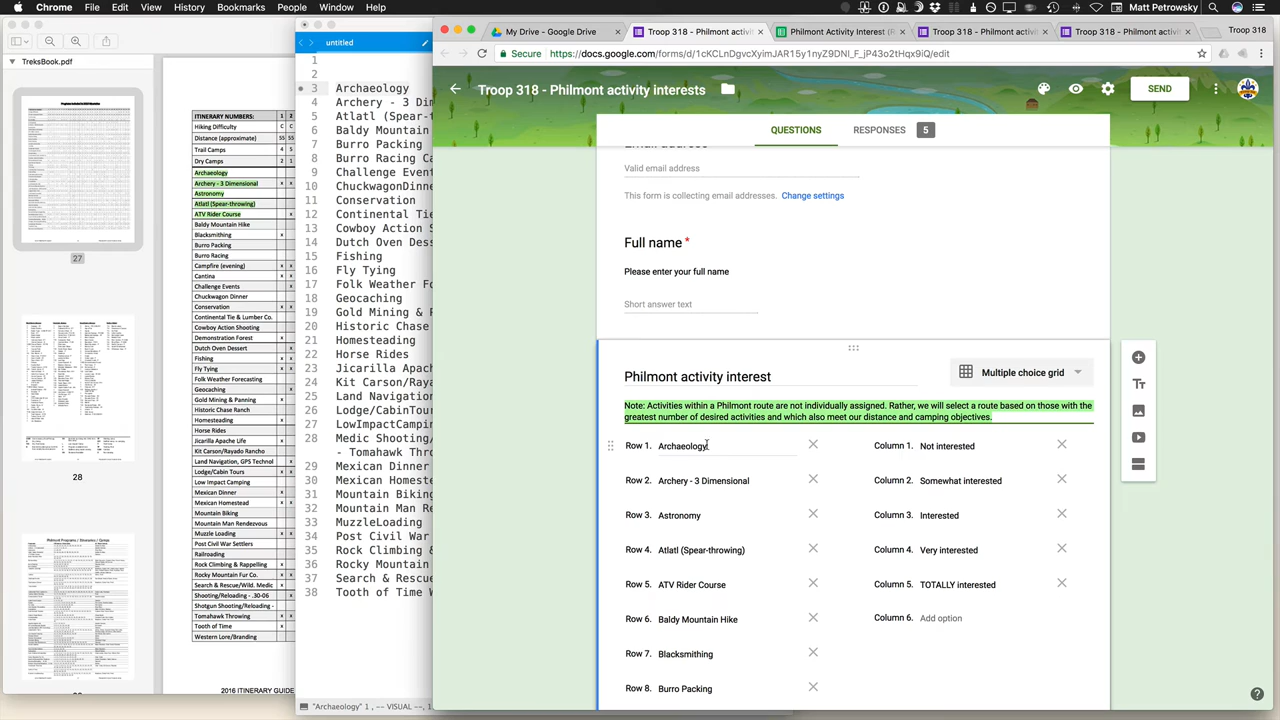 Chrome File Edit View History Bookmarks People Window Help
Matt Petrowsky
TreksBook.pdf
27
28
ITINERARY NUMBERS: 1 2
Hiking Difficulty C C
Distance (approximate) 55 55
Trail Camps 4 5
Dry Camps 2 1
Archaeology
Archery - 3 Dimensional x x
Astronomy
Atlatl (Spear-throwing)
ATV Rider Course x
Baldy Mountain Hike
Blacksmithing x
Burro Packing
Burro Racing
Campfire (evening) x x
Cantina x
Challenge Events x
Chuckwagon Dinner
Conservation x x
Continental Tie & Lumber Co.
Cowboy Action Shooting
Demonstration Forest x
Dutch Oven Dessert x x
Fishing x x
Fly Tying x x
Folk Weather Forecasting
Geocaching x
Gold Mining & Panning x
Historic Chase Ranch
Homesteading x
Horse Rides
Jicarilla Apache Life x
Kit Carson/Rayado Rancho
Land Navigation, GPS Technol x
Lodge/Cabin Tours x x
Low Impact Camping
Mexican Dinner x
Mexican Homestead x x
Mountain Biking
Mountain Man Rendezvous
Muzzle Loading x x
Post Civil War Settlers
Railroading
Rock Climbing & Rappelling x
Rocky Mountain Fur Co. x x
Search & Rescue/Wild. Medic x
Shooting/Reloading - .30-06 x
Shotgun Shooting/Reloading -
Tomahawk Throwing x x
Tooth of Time x
Western Lore/Branding
2016 ITINERARY GUIDE
untitled
1
2
3 Archaeology
4 Archery - 3 Dim
5 Atlatl (Spear-t
6 Baldy Mountain
7 Burro Packing
8 Burro Racing Ca
9 Challenge Event
10 ChuckwagonDinner
11 Conservation
12 Continental Tie
13 Cowboy Action S
14 Dutch Oven Dess
15 Fishing
16 Fly Tying
17 Folk Weather Fo
18 Geocaching
19 Gold Mining &
20 Historic Chase
21 Homesteading
22 Horse Rides
23 Jicarilla Apach
24 Kit Carson/Raya
25 Land Navigation
26 Lodge/CabinTour
27 LowImpactCampin
28 Medic Shooting/
- Tomahawk Thro
29 Mexican Dinner
30 Mexican Homeste
31 Mountain Biking
32 Mountain Man Re
33 MuzzleLoading
34 Post Civil War
35 Rock Climbing &
36 Rocky Mountain
37 Search & Rescue
38 Tooth of Time W
"Archaeology" 1 , -- VISUAL --, 1
My Drive - Google Drive
Troop 318 - Philmont activ
Philmont Activity Interest (R
Troop 318 - Philmont activ
Troop 318 - Philmont activ
Troop 318
Secure https://docs.google.com/forms/d/1cKCLnDgvcXyimJAR15y1nyZ9DNI_F_jP43o2tHqx9iQ/edit
Troop 318 - Philmont activity interests
SEND
QUESTIONS RESPONSES 5
Email address
Valid email address
This form is collecting email addresses. Change settings
Full name *
Please enter your full name
Short answer text
Philmont activity interest
Multiple choice grid
Note: Activities within a Philmont route are not individually assigned. Rather, we will select a route based on those with the
greatest number of desired activities and which also meet our distance and camping objectives.
Row 1. Archaeology Column 1. Not interested
Row 2. Archery - 3 Dimensional Column 2. Somewhat interested
Row 3. Astronomy Column 3. Interested
Row 4. Atlatl (Spear-throwing) Column 4. Very interested
Row 5. ATV Rider Course Column 5. TOTALLY interested
Row 6. Baldy Mountain Hike Column 6. Add option
Row 7. Blacksmithing
Row 8. Burro Packing
Tт
?